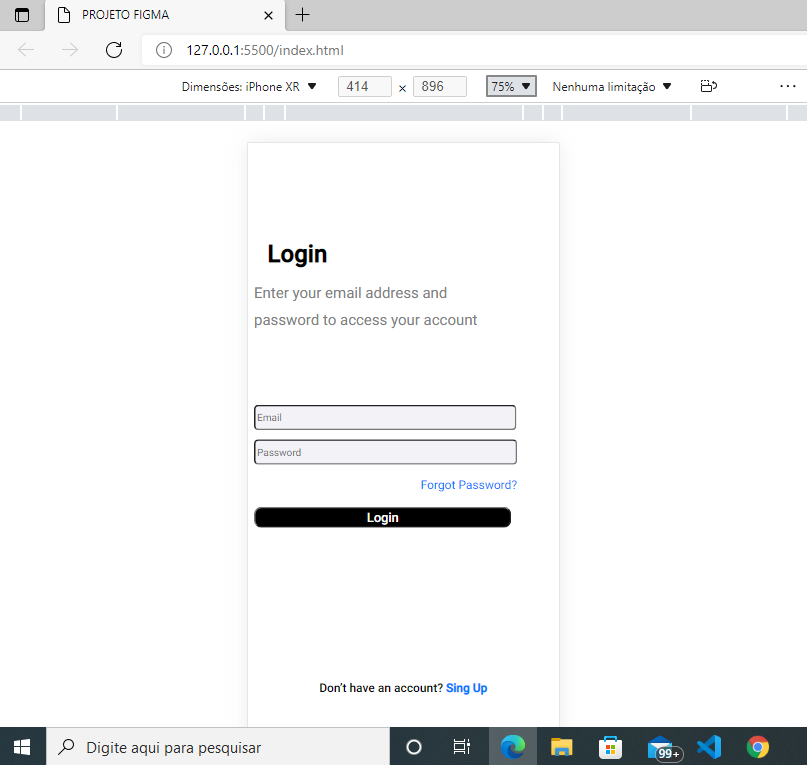 PROJETO FIGMA
127.0.0.1:5500/index.html
Dimensões: iPhone XR 414 × 896 75% Nenhuma limitação
Login
Enter your email address and
password to access your account
Email
Password
Forgot Password?
Login
Don't have an account? Sing Up
Digite aqui para pesquisar 99+